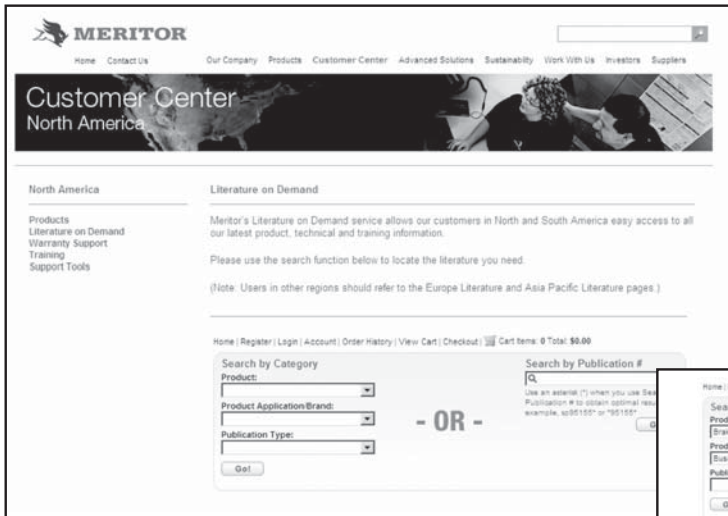 MERITOR
Home Contact Us Our Company Products Customer Center Advanced Solutions Sustainability Work With Us Investors Suppliers
Customer Center
North America
North America
Products
Literature on Demand
Warranty Support
Training
Support Tools
Literature on Demand
Meritor's Literature on Demand service allows our customers in North and South America easy access to all
our latest product, technical and training information.
Please use the search function below to locate the literature you need.
(Note: Users in other regions should refer to the Europe Literature and Asia Pacific Literature pages.)
Home | Register | Login | Account | Order History | View Cart | Checkout | Cart Items: 0 Total: $0.00
Search by Category
Product:
Product Application/Brand:
Publication Type:
Go!
- OR -
Search by Publication #
Use an asterisk (*) when you use
Publication # to obtain optimal
example, sp95155* or *95155*
Home |